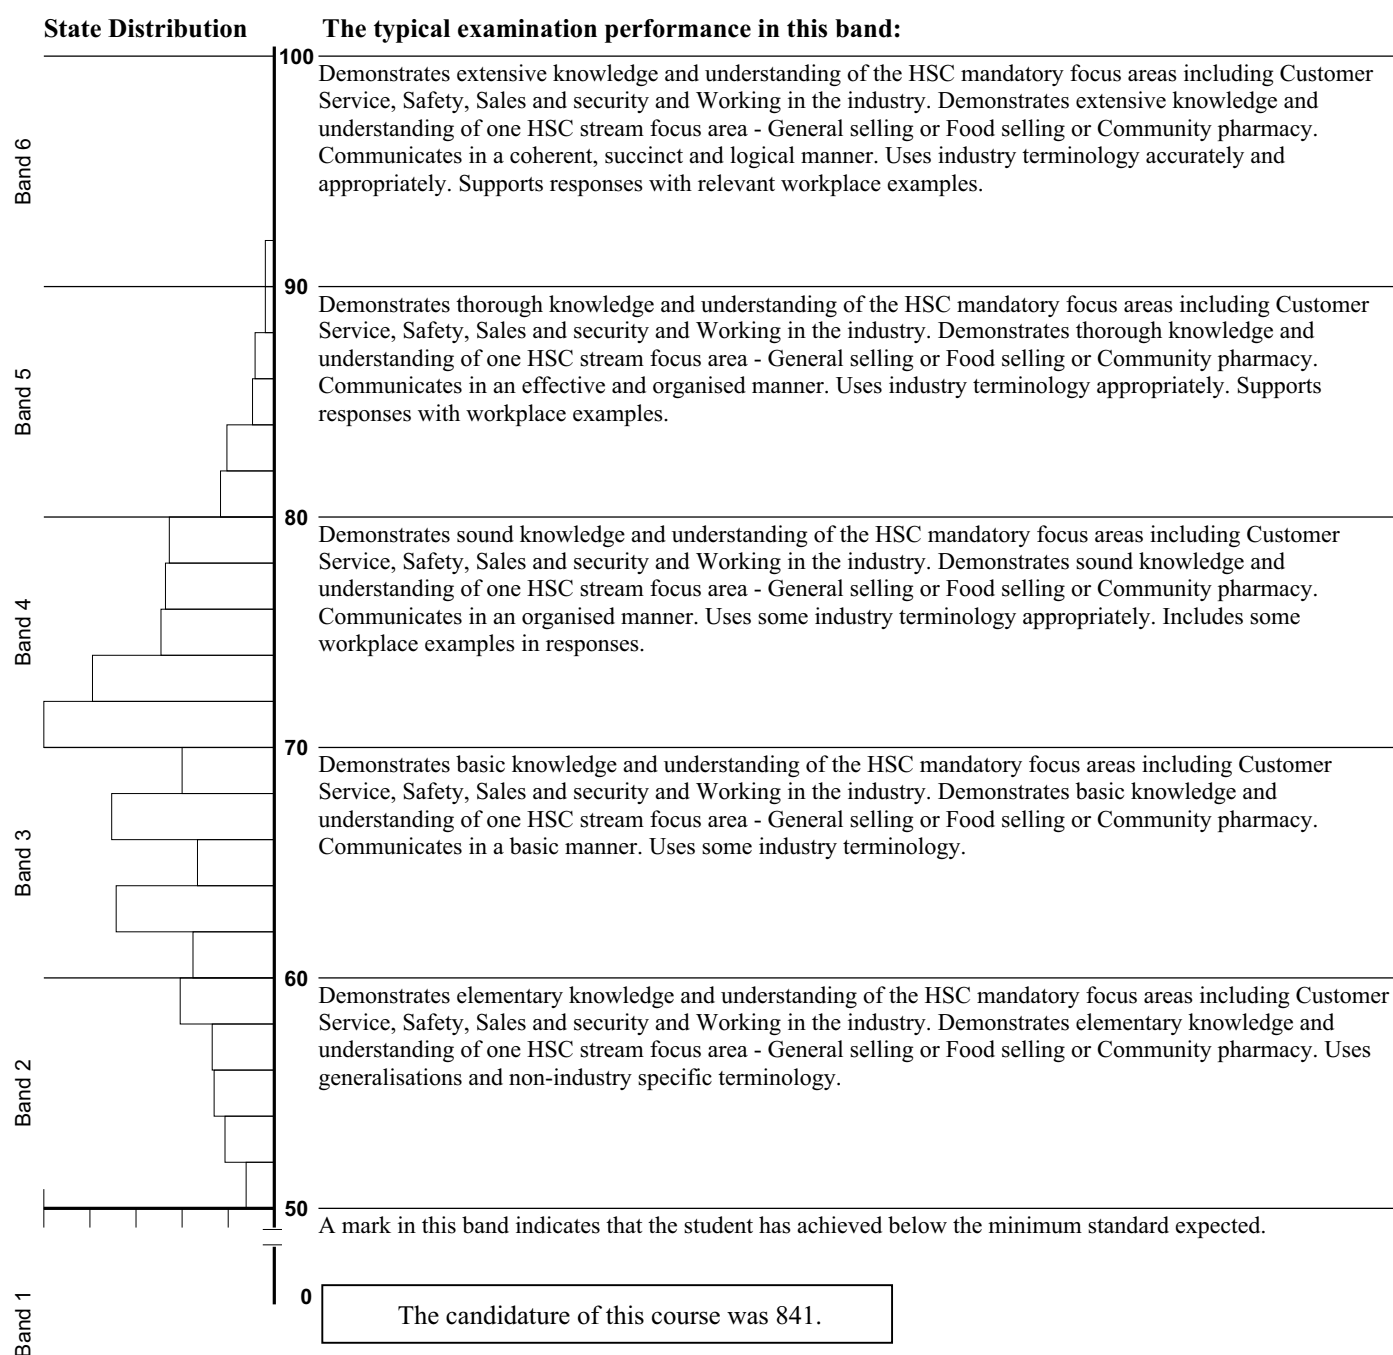 State Distribution
The typical examination performance in this band:
100
Demonstrates extensive knowledge and understanding of the HSC mandatory focus areas including Customer
Service, Safety, Sales and security and Working in the industry. Demonstrates extensive knowledge and
understanding of one HSC stream focus area - General selling or Food selling or Community pharmacy.
Communicates in a coherent, succinct and logical manner. Uses industry terminology accurately and
appropriately. Supports responses with relevant workplace examples.
Band 6
90
Demonstrates thorough knowledge and understanding of the HSC mandatory focus areas including Customer
Service, Safety, Sales and security and Working in the industry. Demonstrates thorough knowledge and
understanding of one HSC stream focus area - General selling or Food selling or Community pharmacy.
Communicates in an effective and organised manner. Uses industry terminology appropriately. Supports
responses with workplace examples.
Band 5
80
Demonstrates sound knowledge and understanding of the HSC mandatory focus areas including Customer
Service, Safety, Sales and security and Working in the industry. Demonstrates sound knowledge and
understanding of one HSC stream focus area - General selling or Food selling or Community pharmacy.
Communicates in an organised manner. Uses some industry terminology appropriately. Includes some
workplace examples in responses.
Band 4
70
Demonstrates basic knowledge and understanding of the HSC mandatory focus areas including Customer
Service, Safety, Sales and security and Working in the industry. Demonstrates basic knowledge and
understanding of one HSC stream focus area - General selling or Food selling or Community pharmacy.
Communicates in a basic manner. Uses some industry terminology.
Band 3
60
Demonstrates elementary knowledge and understanding of the HSC mandatory focus areas including Customer
Service, Safety, Sales and security and Working in the industry. Demonstrates elementary knowledge and
understanding of one HSC stream focus area - General selling or Food selling or Community pharmacy. Uses
generalisations and non-industry specific terminology.
Band 2
50
A mark in this band indicates that the student has achieved below the minimum standard expected.
0
Band 1
The candidature of this course was 841.